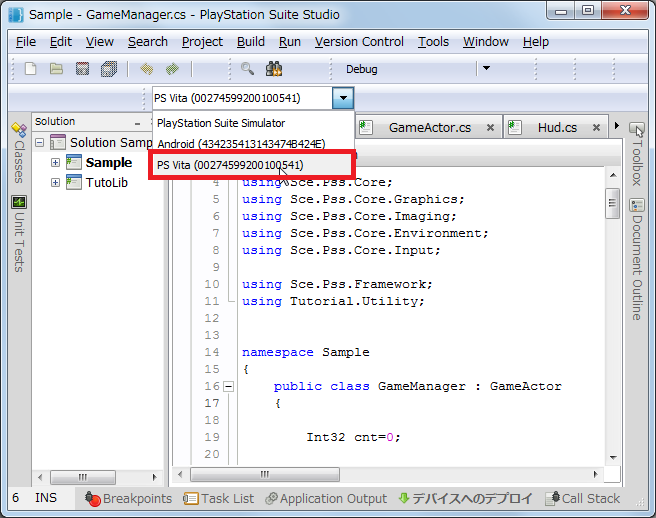 Sample - GameManager.cs - PlayStation Suite Studio
File Edit View Search Project Build Run Version Control Tools Window Help
Debug
PS Vita (00274599200100541)
PlayStation Suite Simulator
Android (434235413143474B424E)
PS Vita (00274599200100541)
Solution
Solution Samp
Sample
TutoLib
Classes
Unit Tests
GameActor.cs
Hud.cs
Toolbox
Document Outline
4 using Sce.Pss.Core;
5 using Sce.Pss.Core.Graphics;
6 using Sce.Pss.Core.Imaging;
7 using Sce.Pss.Core.Environment;
8 using Sce.Pss.Core.Input;
9
10 using Sce.Pss.Framework;
11 using Tutorial.Utility;
12
13
14 namespace Sample
15 {
16 public class GameManager : GameActor
17 {
18
19 Int32 cnt=0;
20
6 INS Breakpoints Task List Application Output デバイスへのデプロイ Call Stack